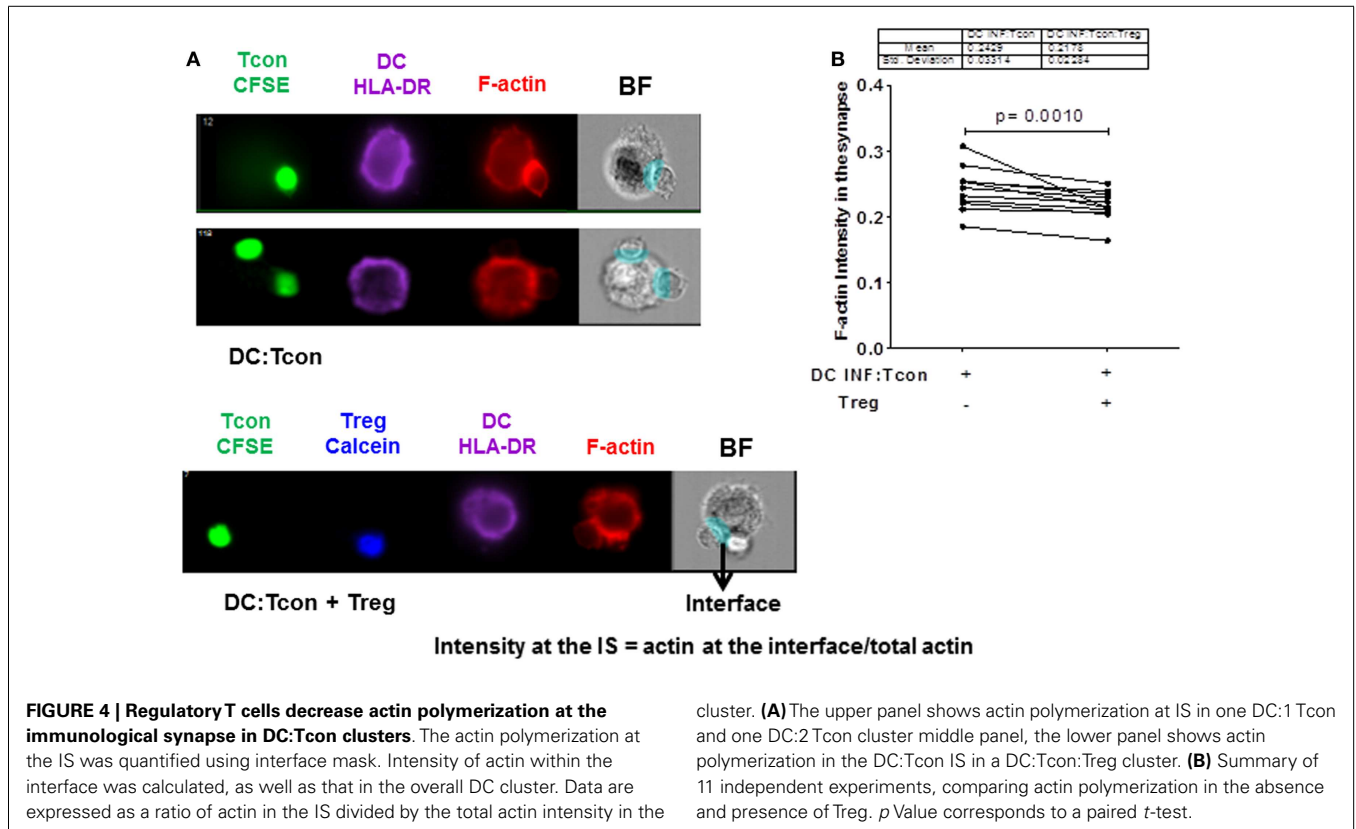 A
Tcon CFSE
DC HLA-DR
F-actin
BF
12
119
DC:Tcon
Tcon CFSE
Treg Calcein
DC HLA-DR
F-actin
BF
DC:Tcon + Treg
Interface
Intensity at the IS = actin at the interface/total actin
B
DC INF:Tcon DC INF:Tcon:Treg
Mean 0.2429 0.2178
Std. Deviation 0.03314 0.02284
F-actin Intensity in the synapse
0.4
0.3
0.2
0.1
0.0
p= 0.0010
DC INF:Tcon + +
Treg - +
FIGURE 4 | Regulatory T cells decrease actin polymerization at the
immunological synapse in DC:Tcon clusters. The actin polymerization at
the IS was quantified using interface mask. Intensity of actin within the
interface was calculated, as well as that in the overall DC cluster. Data are
expressed as a ratio of actin in the IS divided by the total actin intensity in the
cluster. (A) The upper panel shows actin polymerization at IS in one DC:1 Tcon
and one DC:2 Tcon cluster middle panel, the lower panel shows actin
polymerization in the DC:Tcon IS in a DC:Tcon:Treg cluster. (B) Summary of
11 independent experiments, comparing actin polymerization in the absence
and presence of Treg. p Value corresponds to a paired t-test.